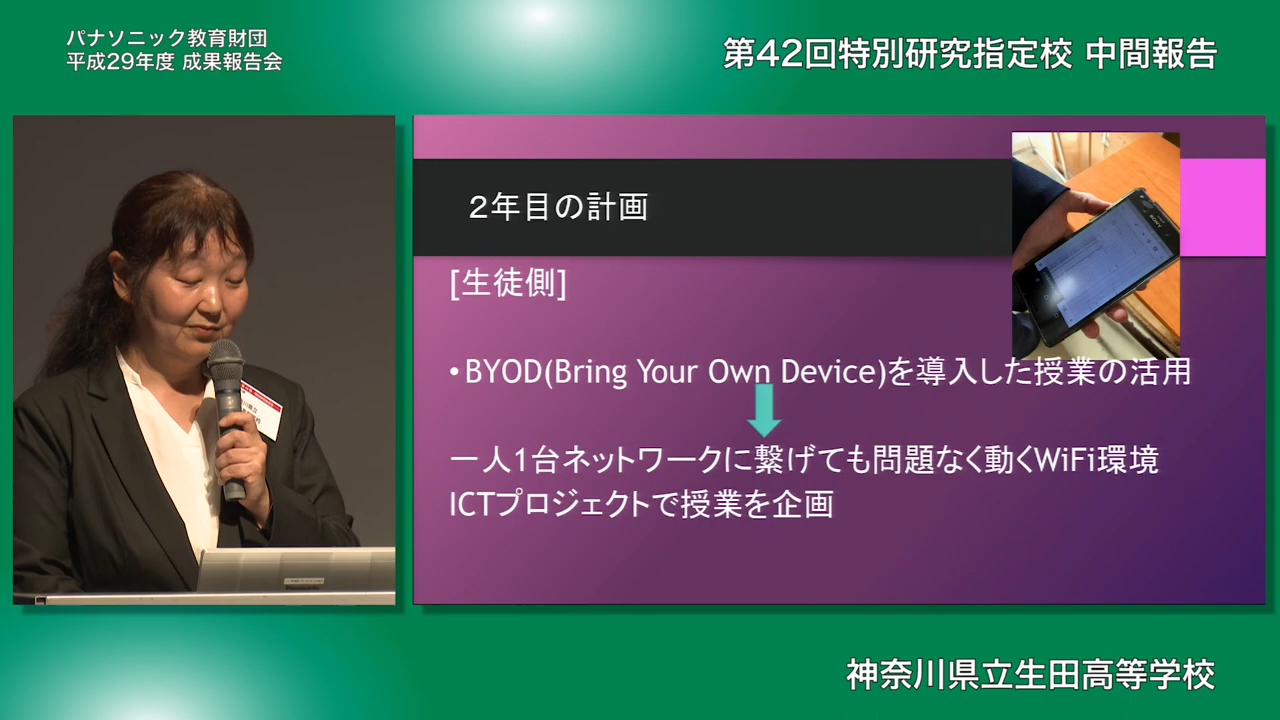 パナソニック教育財団
平成29年度 成果報告会
第42回特別研究指定校 中間報告
2年目の計画
[生徒側]
•BYOD(Bring Your Own Device)を導入した授業の活用
一人1台ネットワークに繋げても問題なく動くWiFi環境
ICTプロジェクトで授業を企画
SONY
神奈川県立生田高等学校